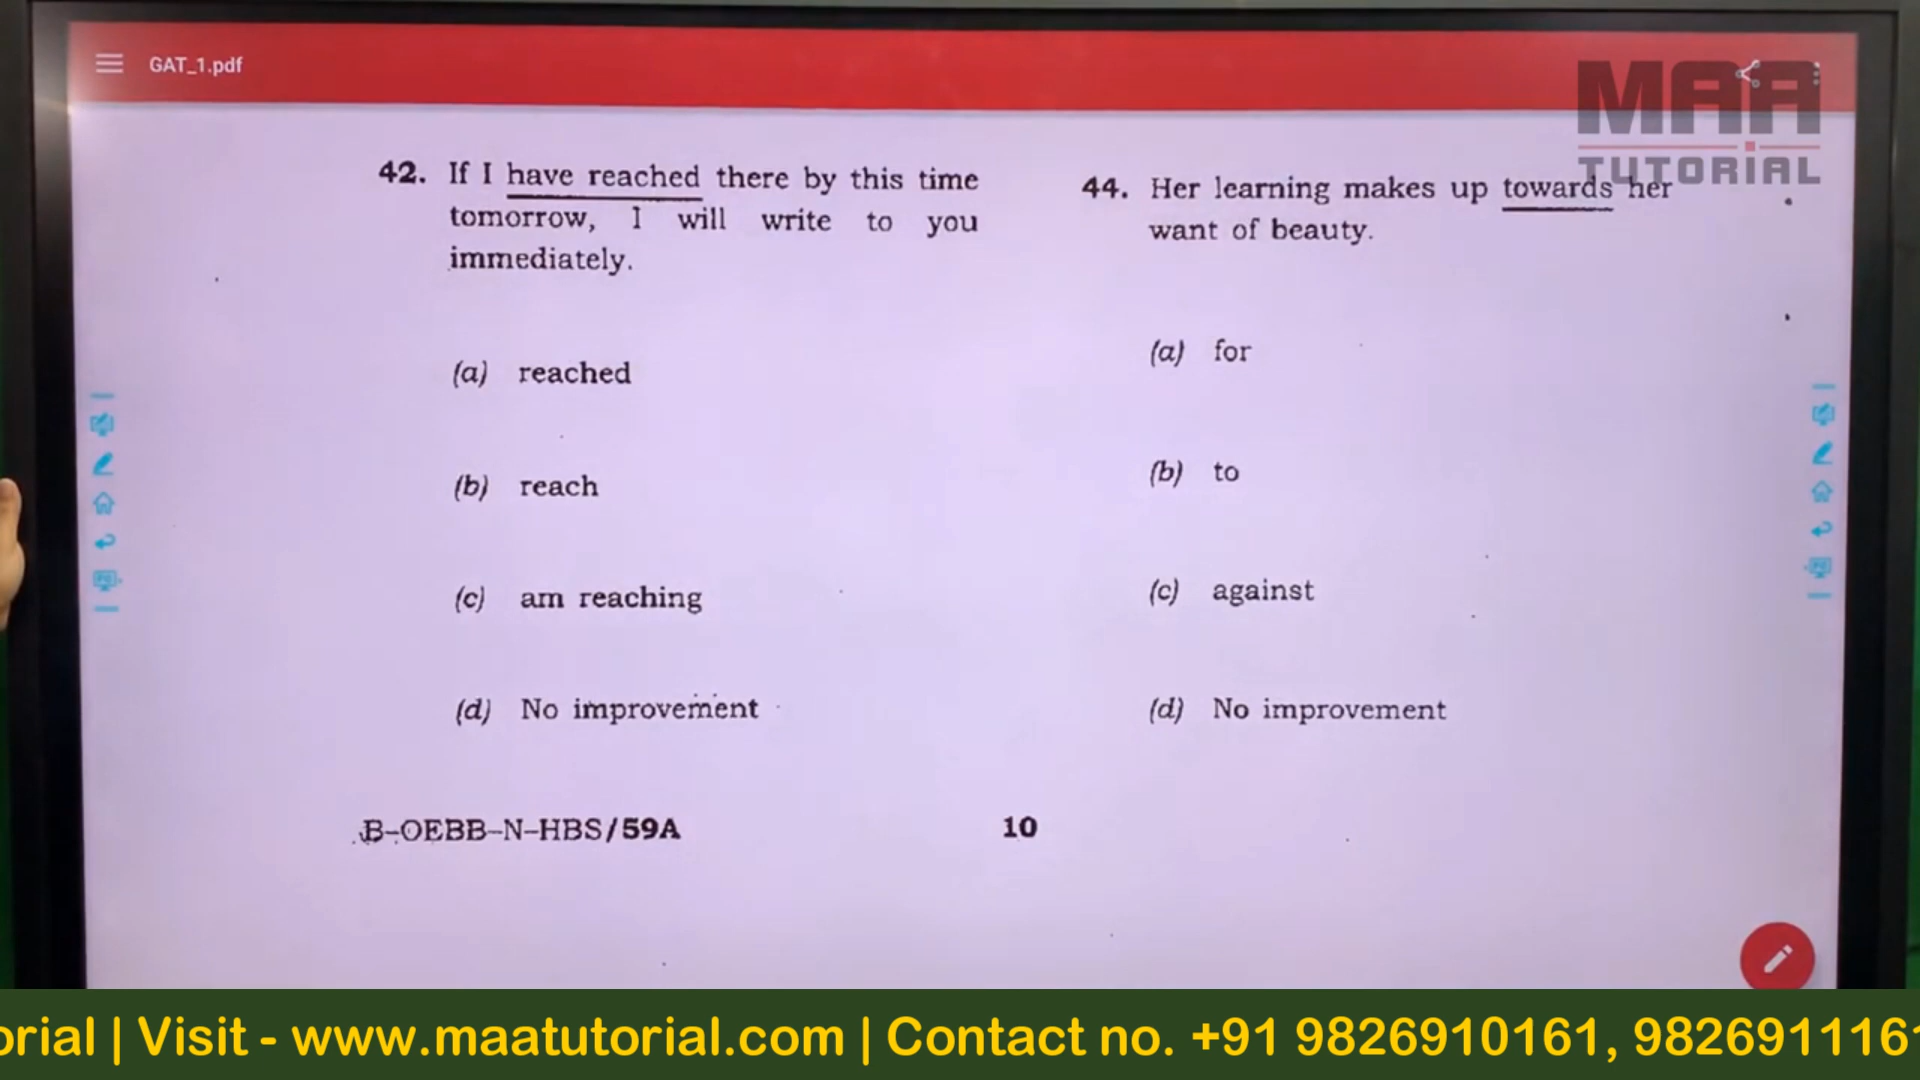 GAT_1.pdf
MAA
TUTORIAL
42. If I have reached there by this time
tomorrow, I will write to you
immediately.
(a) reached
(b) reach
(c) am reaching
(d) No improvement
44. Her learning makes up towards her
want of beauty.
(a) for
(b) to
(c) against
(d) No improvement
B–OEBB–N–HBS/59A
10
orial | Visit - www.maatutorial.com | Contact no. +91 9826910161, 9826911161